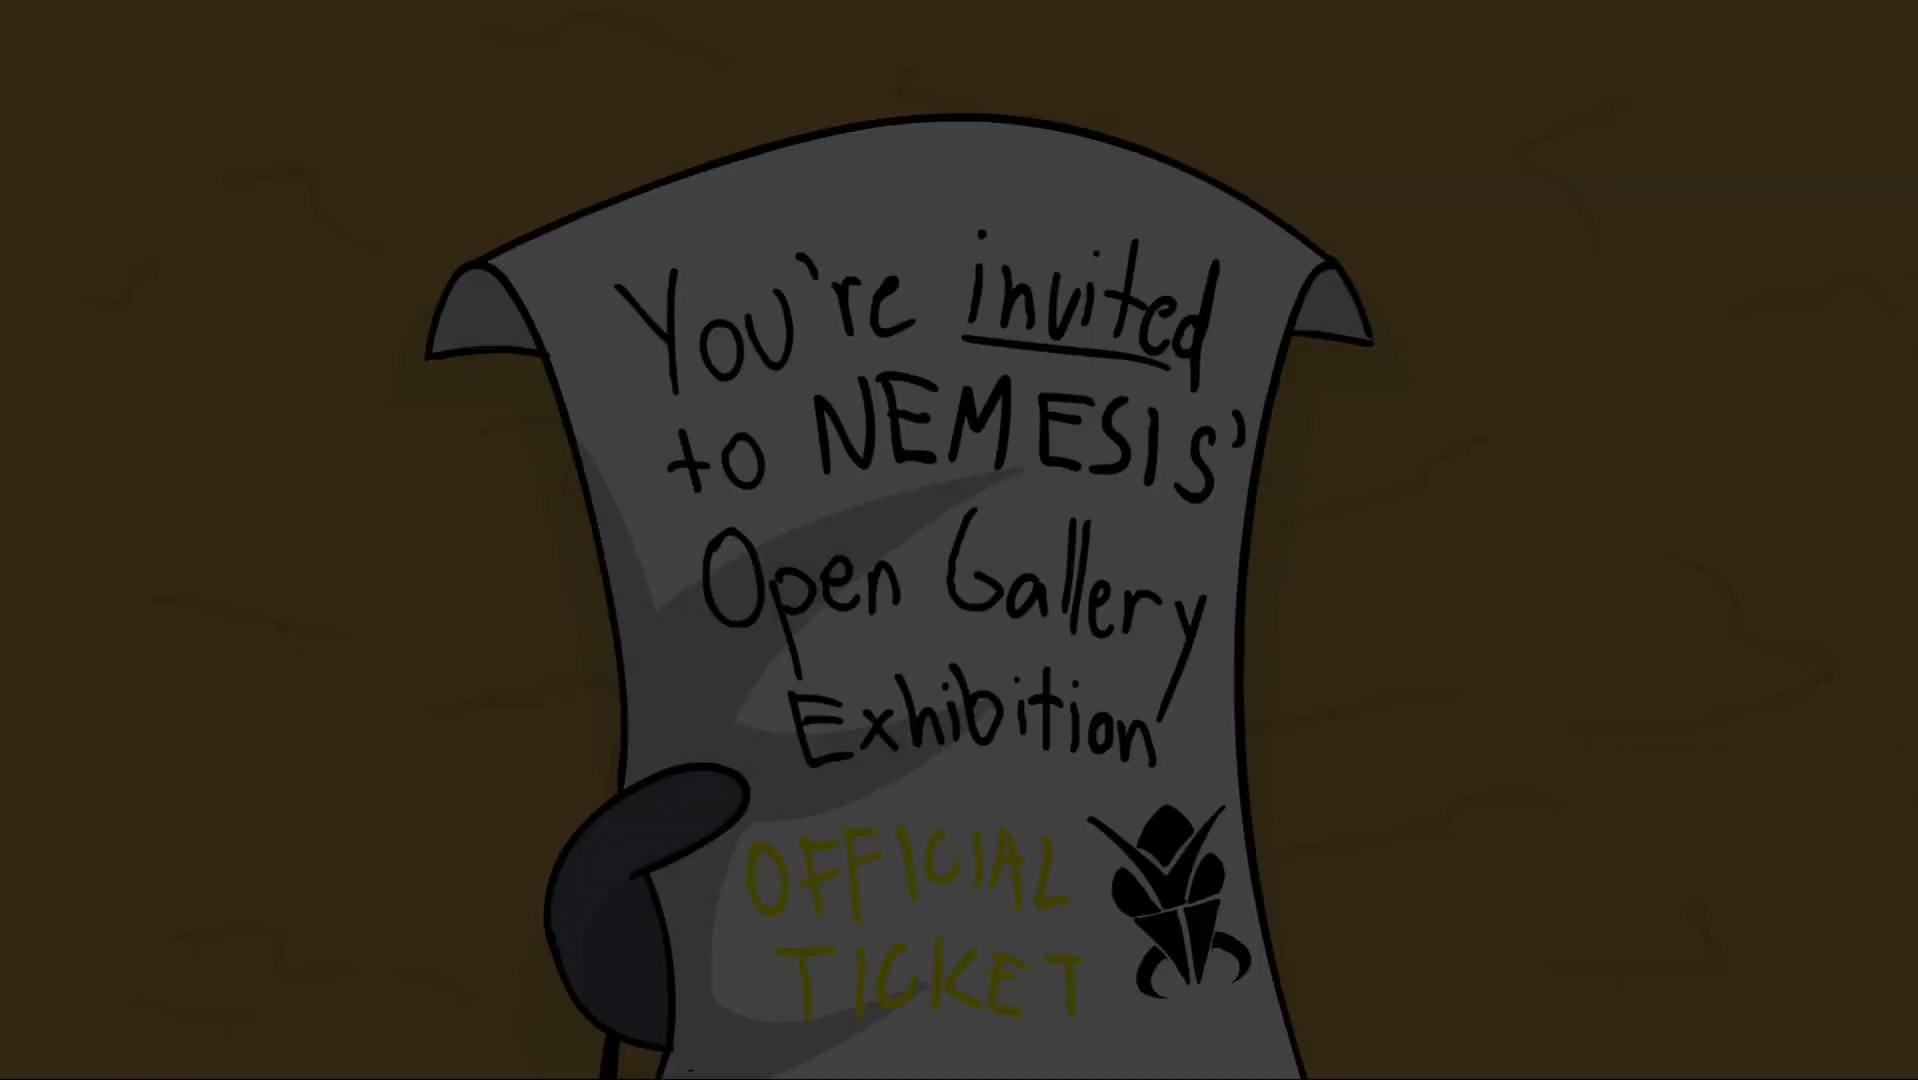 You're invited
to NEMESIS'
Open Gallery
Exhibition
OFFICIAL
TICKET